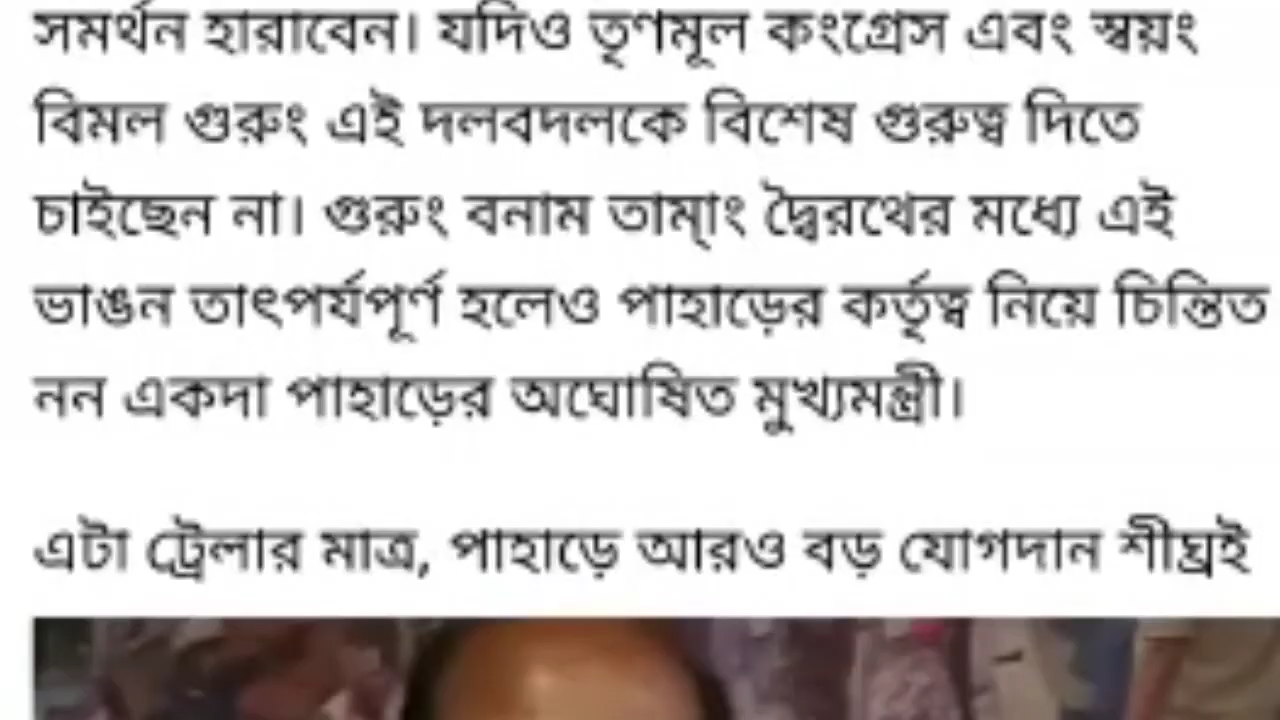 সমর্থন হারাবেন। যদিও তৃণমূল কংগ্রেস এবং স্বয়ং
বিমল গুরুং এই দলবদলকে বিশেষ গুরুত্ব দিতে
চাইছেন না। গুরুং বনাম তাম্াং দ্বৈরথের মধ্যে এই
ভাঙন তাৎপর্যপূর্ণ হলেও পাহাড়ের কর্তৃত্ব নিয়ে চিন্তিত
নন একদা পাহাড়ের অঘোষিত মুখ্যমন্ত্রী।
এটা ট্রেলার মাত্র, পাহাড়ে আরও বড় যোগদান শীঘ্রই